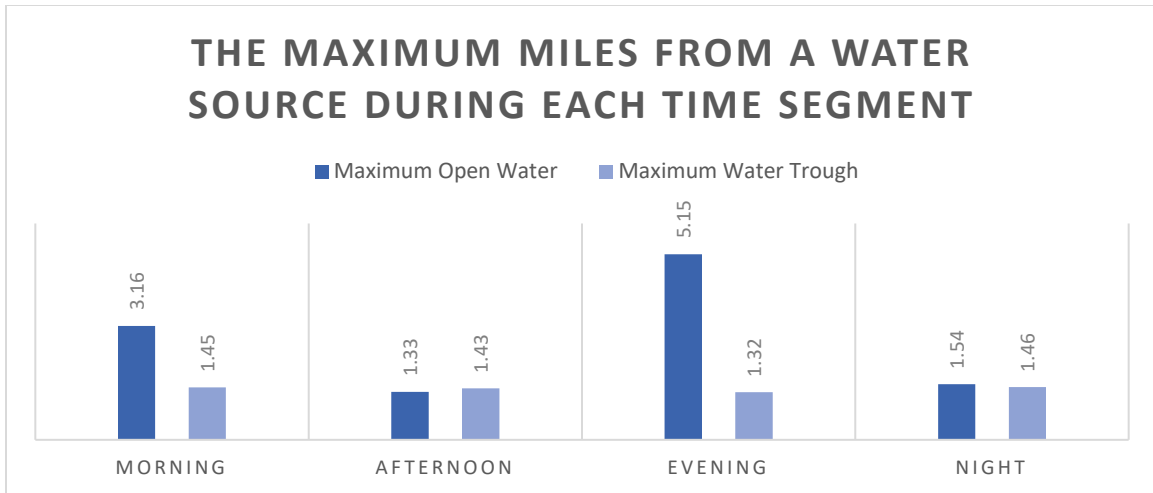 THE MAXIMUM MILES FROM A WATER
SOURCE DURING EACH TIME SEGMENT
Maximum Open Water Maximum Water Trough
3.16 1.45 1.33 1.43 5.15 1.32 1.54 1.46
MORNING AFTERNOON EVENING NIGHT